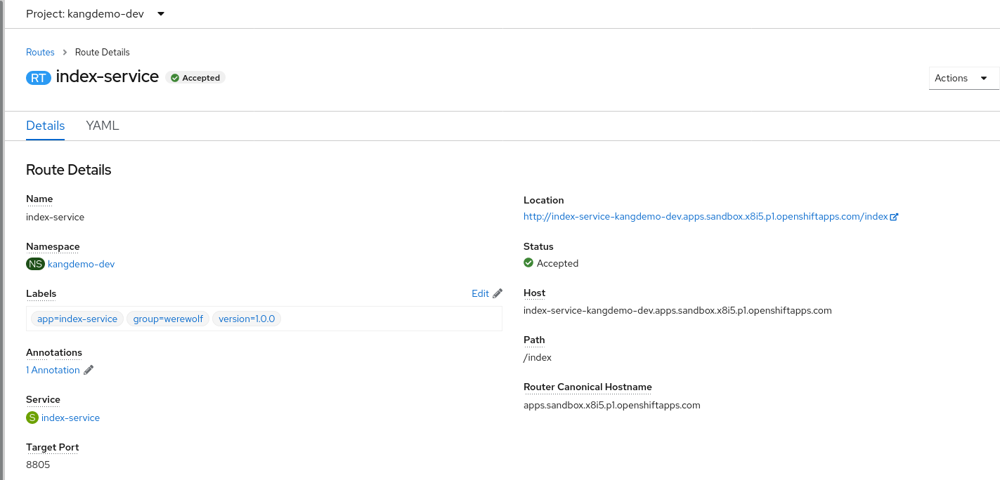 Project: kangdemo-dev
Routes > Route Details
RT index-service Accepted
Actions
Details YAML
Route Details
Name
index-service
Namespace
NS kangdemo-dev
Labels
Edit
app=index-service group=werewolf version=1.0.0
Annotations
1 Annotation
Service
S index-service
Target Port
8805
Location
http://index-service-kangdemo-dev.apps.sandbox.x8i5.p1.openshiftapps.com/index
Status
Accepted
Host
index-service-kangdemo-dev.apps.sandbox.x8i5.p1.openshiftapps.com
Path
/index
Router Canonical Hostname
apps.sandbox.x8i5.p1.openshiftapps.com